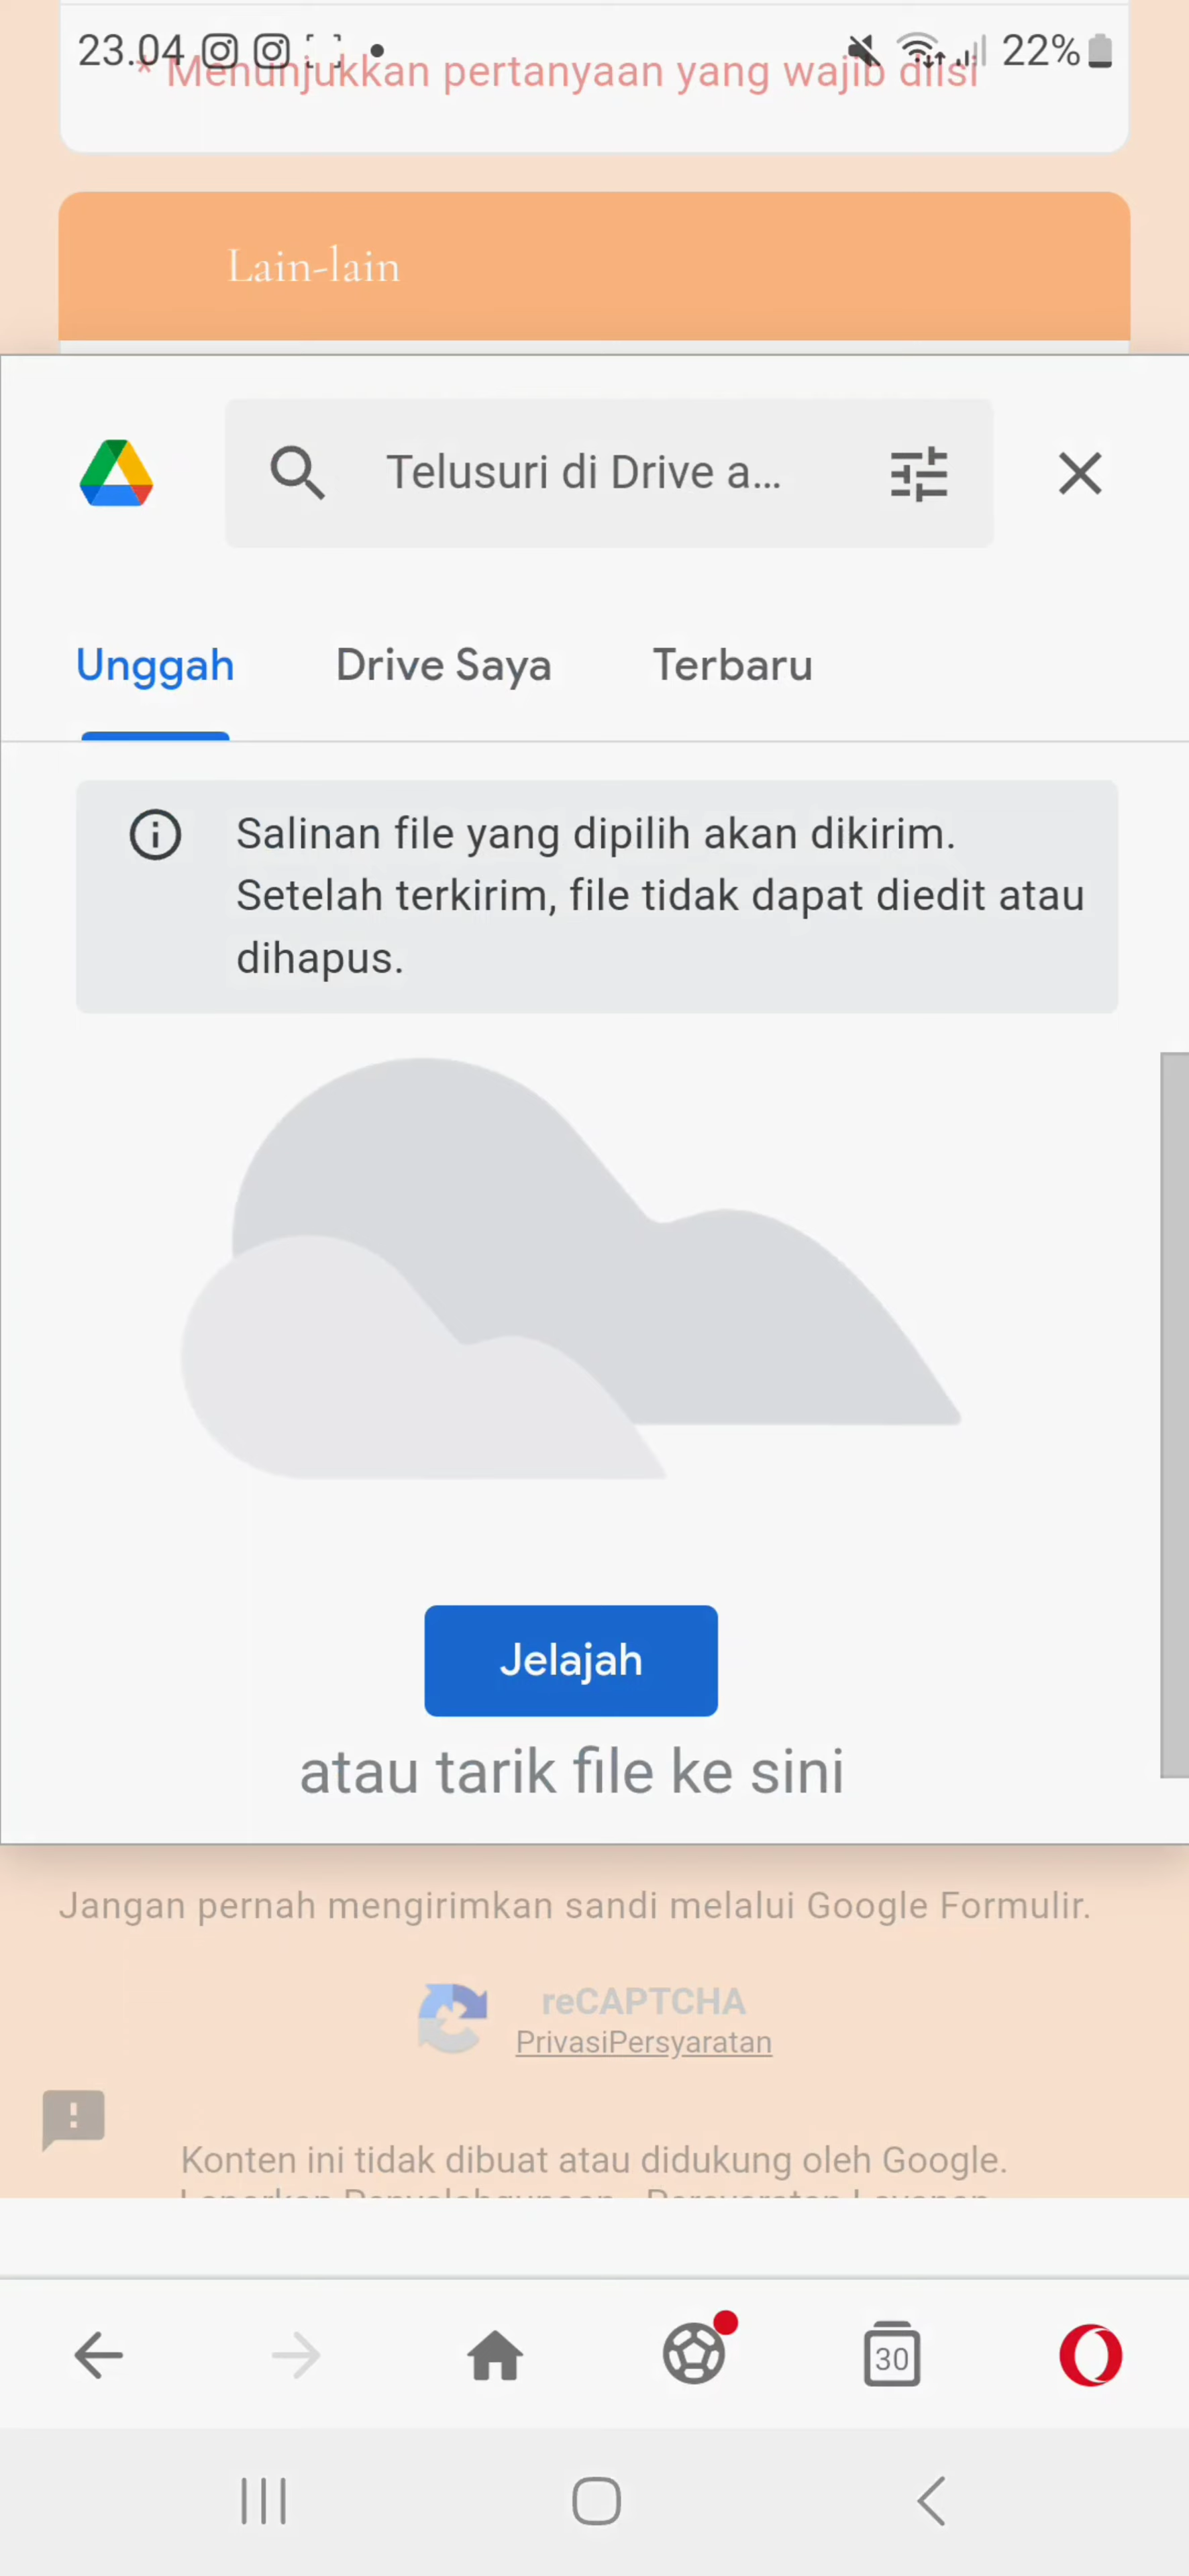 23.04
22%
* Menunjukkan pertanyaan yang wajib diisi
Lain-lain
Telusuri di Drive a...
Unggah
Drive Saya
Terbaru
Salinan file yang dipilih akan dikirim.
Setelah terkirim, file tidak dapat diedit atau
dihapus.
Jelajah
atau tarik file ke sini
Jangan pernah mengirimkan sandi melalui Google Formulir.
reCAPTCHA
PrivasiPersyaratan
Konten ini tidak dibuat atau didukung oleh Google.
30